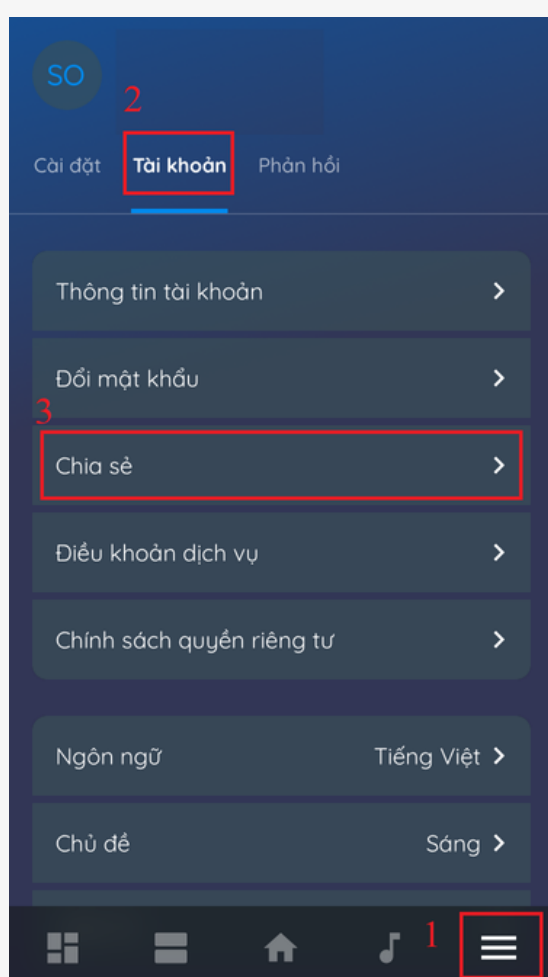 SO
2
Cài đặt Tài khoản Phản hồi
Thông tin tài khoản
Đổi mật khẩu
3
Chia sẻ
Điều khoản dịch vụ
Chính sách quyền riêng tư
Ngôn ngữ Tiếng Việt
Chủ đề Sáng
1